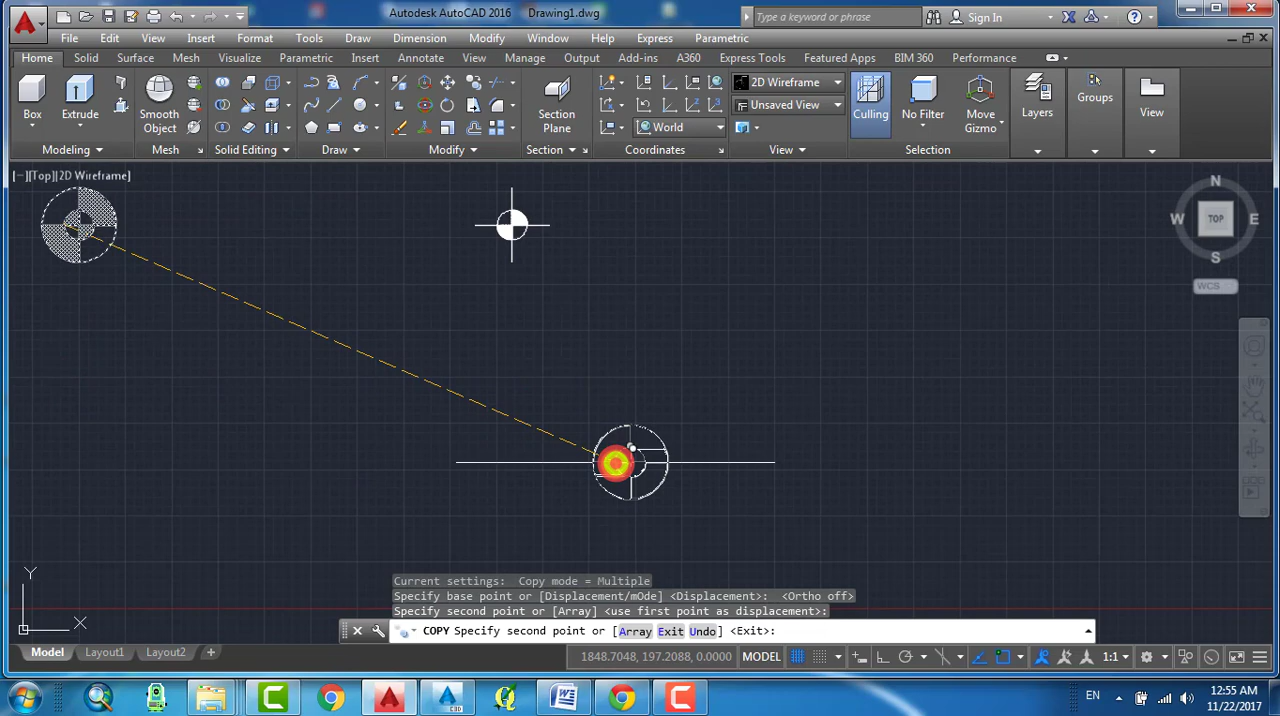 Autodesk AutoCAD 2016 Drawing1.dwg
Type a keyword or phrase
Sign In
File Edit View Insert Format Tools Draw Dimension Modify Window Help Express Parametric
Home Solid Surface Mesh Visualize Parametric Insert Annotate View Manage Output Add-ins A360 Express Tools Featured Apps BIM 360 Performance
2D Wireframe
Unsaved View
World
Box Extrude Smooth Object Section Plane Culling No Filter Move Gizmo Layers Groups View
Modeling Mesh Solid Editing Draw Modify Section Coordinates View Selection
[−][Top][2D Wireframe]
N
W TOP E
S
WCS
Y
X
Current settings: Copy mode = Multiple
Specify base point or [Displacement/mOde] <Displacement>: <Ortho off>
Specify second point or [Array] <use first point as displacement>:
COPY Specify second point or [Array Exit Undo] <Exit>:
Model Layout1 Layout2 +
1848.7048, 197.2088, 0.0000 MODEL 1:1
EN
12:55 AM
11/22/2017